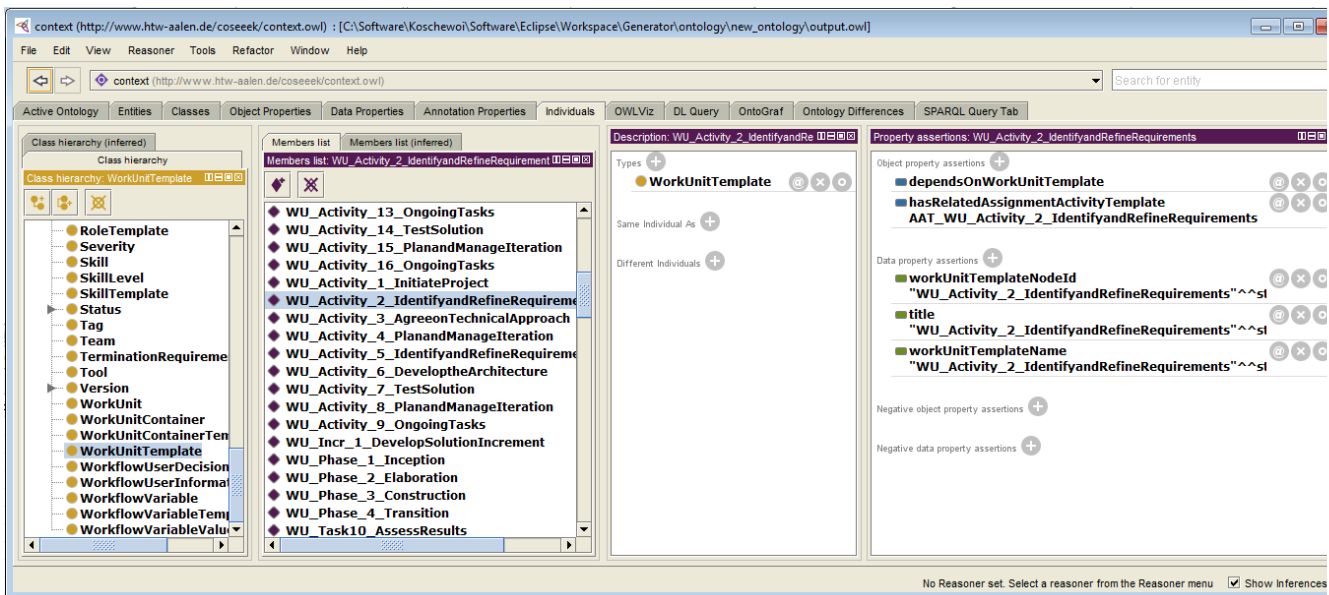 context (http://www.htw-aalen.de/coseeek/context.owl) : [C:\Software\Koschewoi\Software\Eclipse\Workspace\Generator\ontology\new_ontology\output.owl]
File Edit View Reasoner Tools Refactor Window Help
context (http://www.htw-aalen.de/coseeek/context.owl)
Search for entity
Active Ontology Entities Classes Object Properties Data Properties Annotation Properties Individuals OWLViz DL Query OntoGraf Ontology Differences SPARQL Query Tab
Class hierarchy (inferred)
Class hierarchy
Class hierarchy: WorkUnitTemplate
RoleTemplate
Severity
Skill
SkillLevel
SkillTemplate
Status
Tag
Team
TerminationRequireme
Tool
Version
WorkUnit
WorkUnitContainer
WorkUnitContainerTem
WorkUnitTemplate
WorkflowUserDecision
WorkflowUserInformat
WorkflowVariable
WorkflowVariableTemp
WorkflowVariableValue
Members list Members list (inferred)
Members list: WU_Activity_2_IdentifyandRefineRequirement
WU_Activity_13_OngoingTasks
WU_Activity_14_TestSolution
WU_Activity_15_PlanandManageIteration
WU_Activity_16_OngoingTasks
WU_Activity_1_InitiateProject
WU_Activity_2_IdentifyandRefineRequireme
WU_Activity_3_AgreeonTechnicalApproach
WU_Activity_4_PlanandManageIteration
WU_Activity_5_IdentifyandRefineRequireme
WU_Activity_6_DeveloptheArchitecture
WU_Activity_7_TestSolution
WU_Activity_8_PlanandManageIteration
WU_Activity_9_OngoingTasks
WU_Incr_1_DevelopSolutionIncrement
WU_Phase_1_Inception
WU_Phase_2_Elaboration
WU_Phase_3_Construction
WU_Phase_4_Transition
WU_Task10_AssessResults
Description: WU_Activity_2_IdentifyandRe
Types
WorkUnitTemplate
Same Individual As
Different Individuals
Property assertions: WU_Activity_2_IdentifyandRefineRequirements
Object property assertions
dependsOnWorkUnitTemplate
hasRelatedAssignmentActivityTemplate
AAT_WU_Activity_2_IdentifyandRefineRequirements
Data property assertions
workUnitTemplateNodeId
"WU_Activity_2_IdentifyandRefineRequirements"^^st
title
"WU_Activity_2_IdentifyandRefineRequirements"^^st
workUnitTemplateName
"WU_Activity_2_IdentifyandRefineRequirements"^^st
Negative object property assertions
Negative data property assertions
No Reasoner set. Select a reasoner from the Reasoner menu Show Inferences